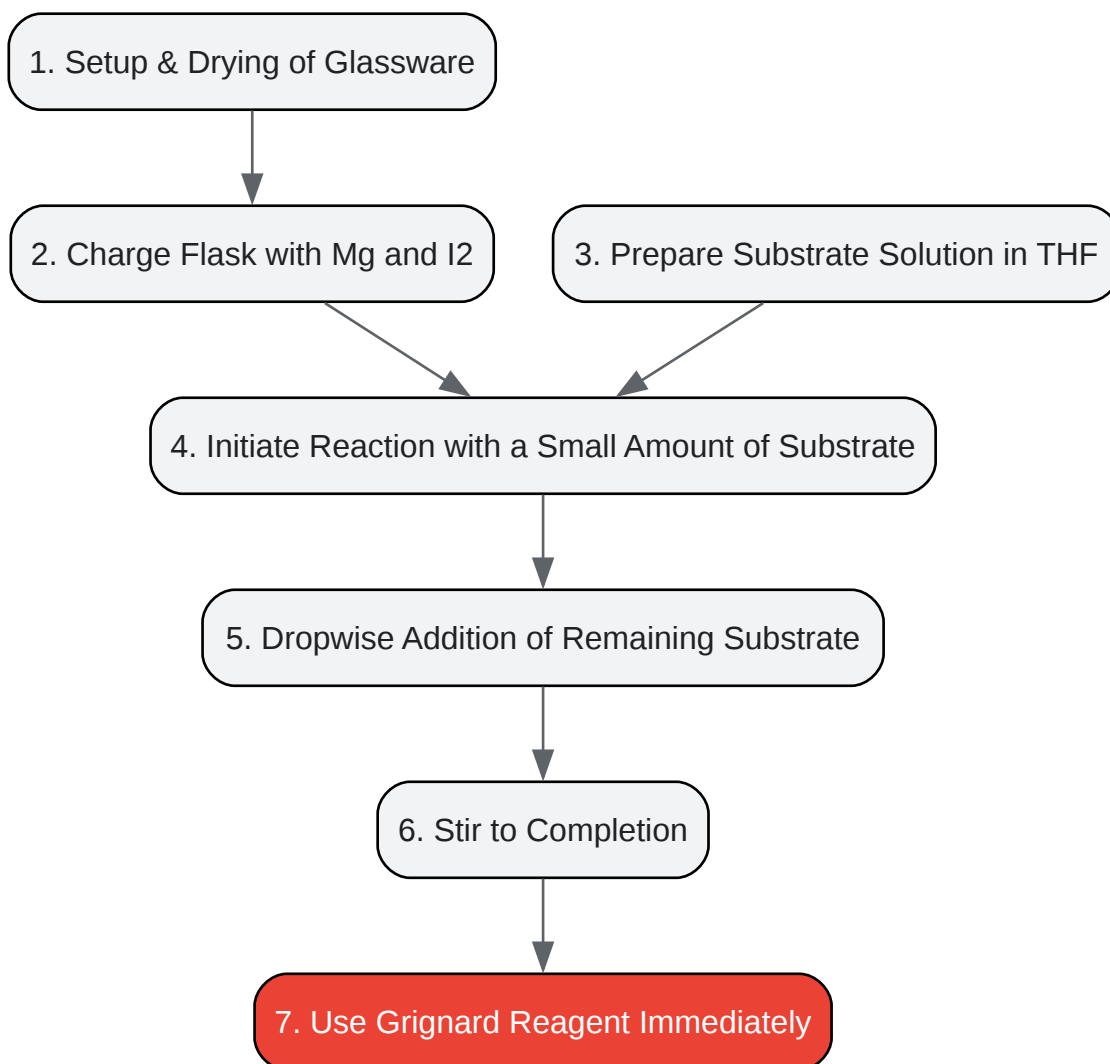 1. Setup & Drying of Glassware
2. Charge Flask with Mg and I2
3. Prepare Substrate Solution in THF
4. Initiate Reaction with a Small Amount of Substrate
5. Dropwise Addition of Remaining Substrate
6. Stir to Completion
7. Use Grignard Reagent Immediately